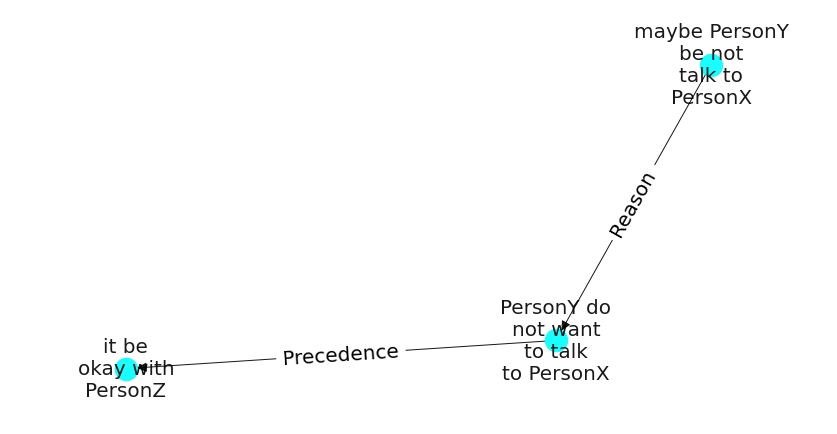 maybe PersonY
be not
talk to
PersonX
Reason
PersonY do
not want
to talk
to PersonX
Precedence
it be
okay with
PersonZ